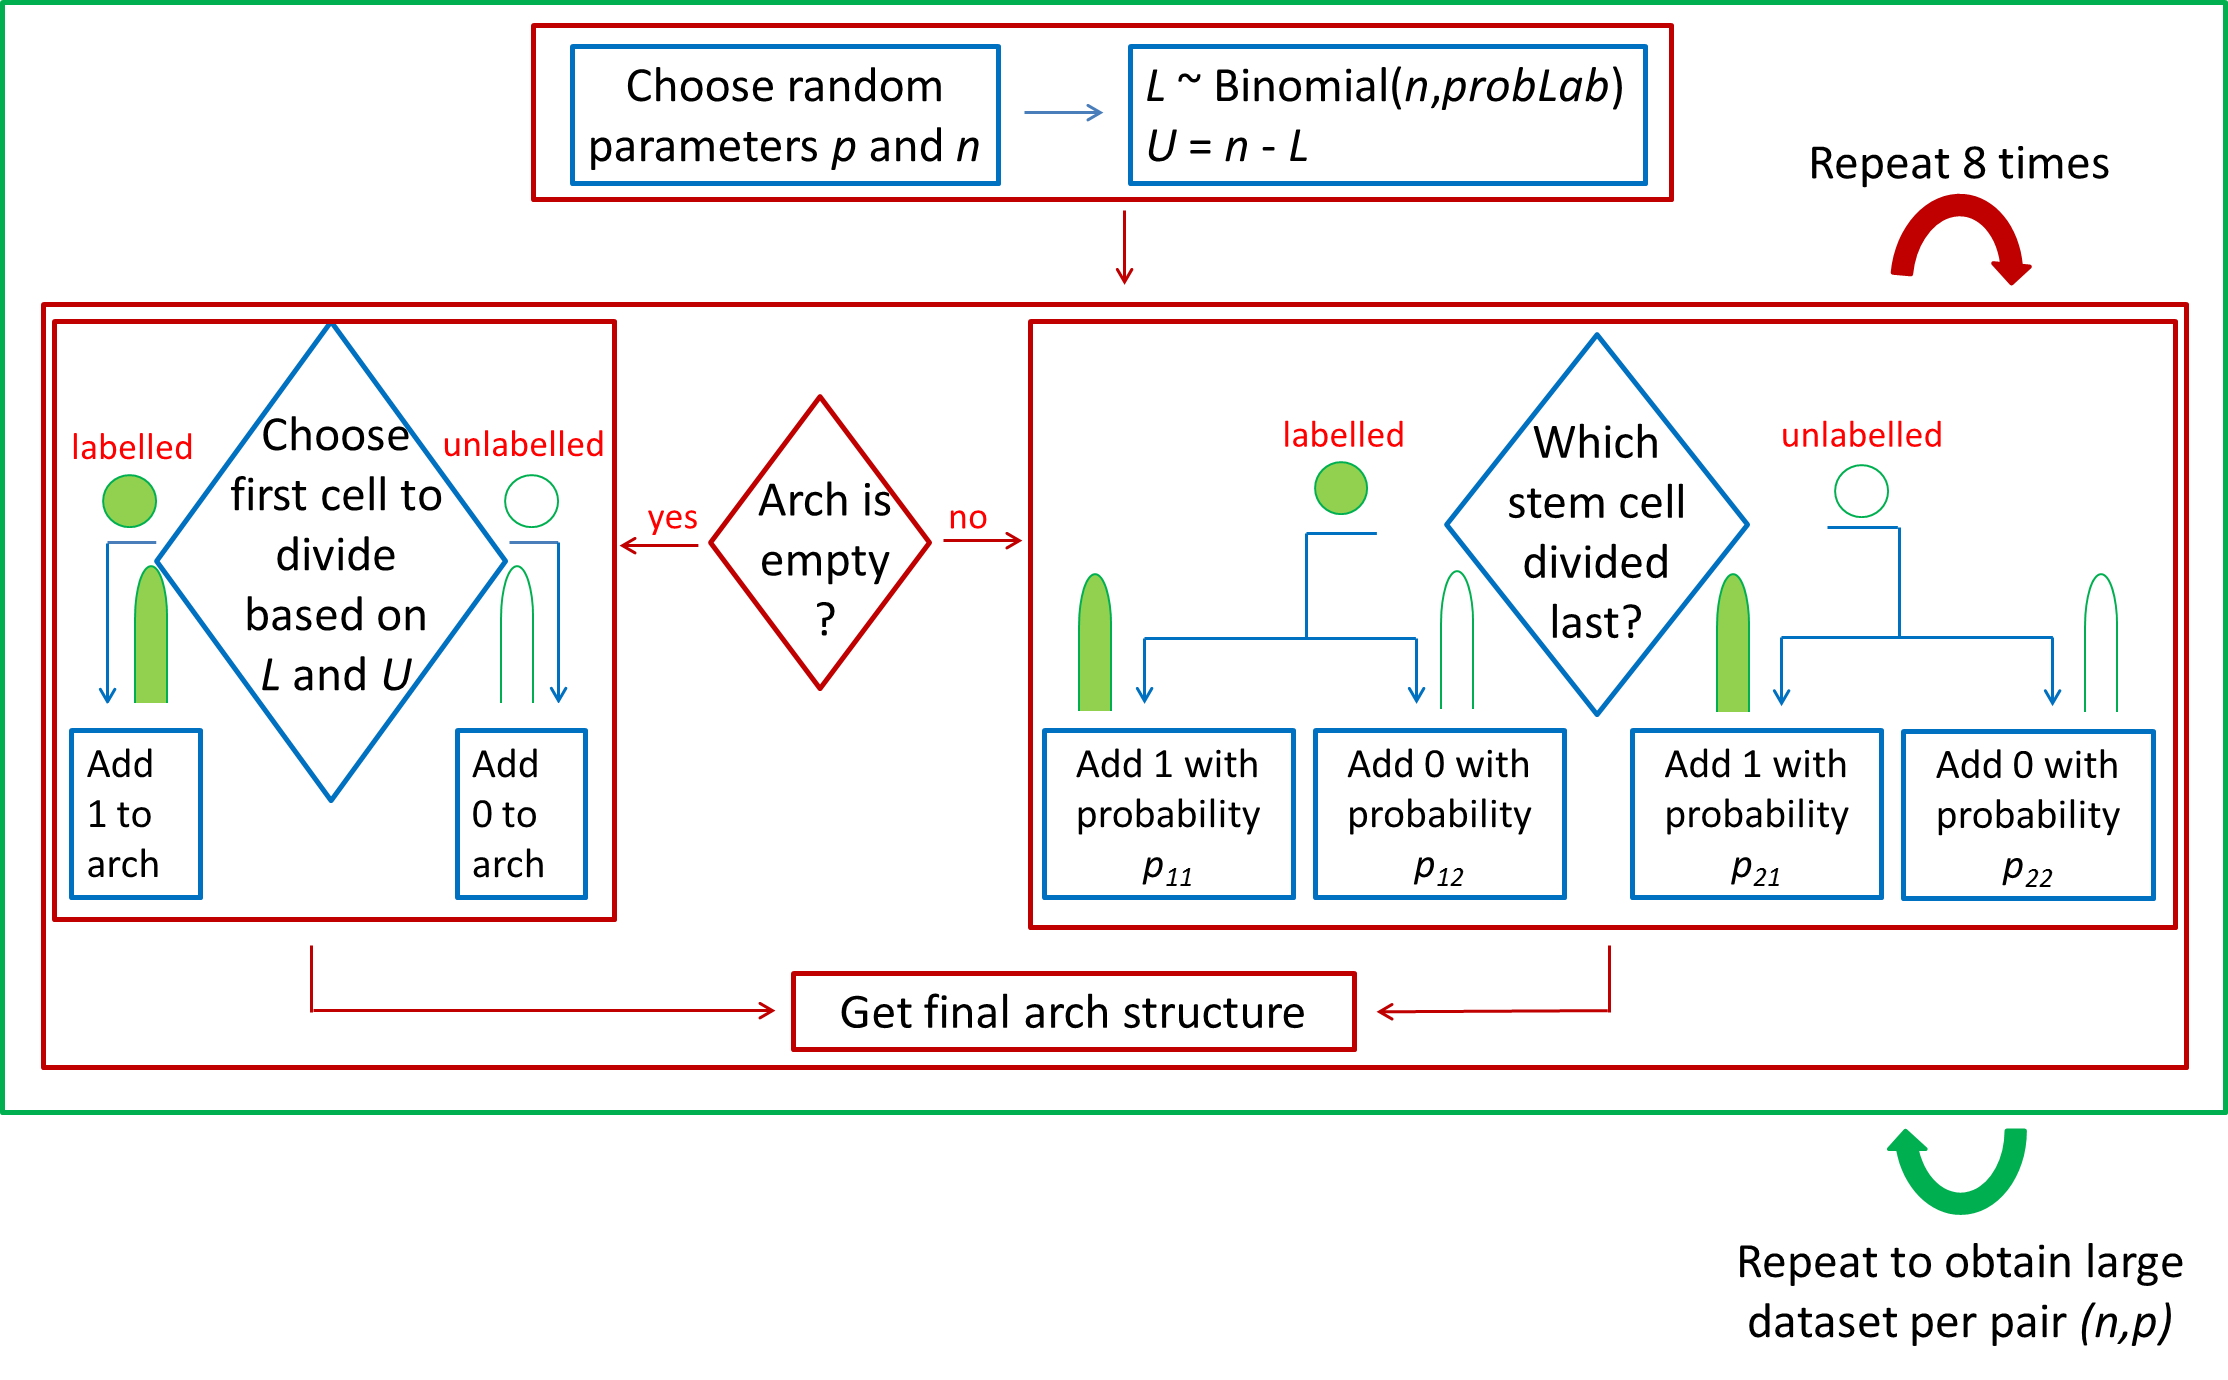 Choose random
parameters p and n
L ~ Binomial(n,probLab)
U = n - L
Repeat 8 times
labelled
unlabelled
Choose
first cell to
divide
based on
L and U
Add
1 to
arch
Add
0 to
arch
yes
Arch is
empty
?
no
labelled
unlabelled
Which
stem cell
divided
last?
Add 1 with
probability
p11
Add 0 with
probability
p12
Add 1 with
probability
p21
Add 0 with
probability
p22
Get final arch structure
Repeat to obtain large
dataset per pair (n,p)